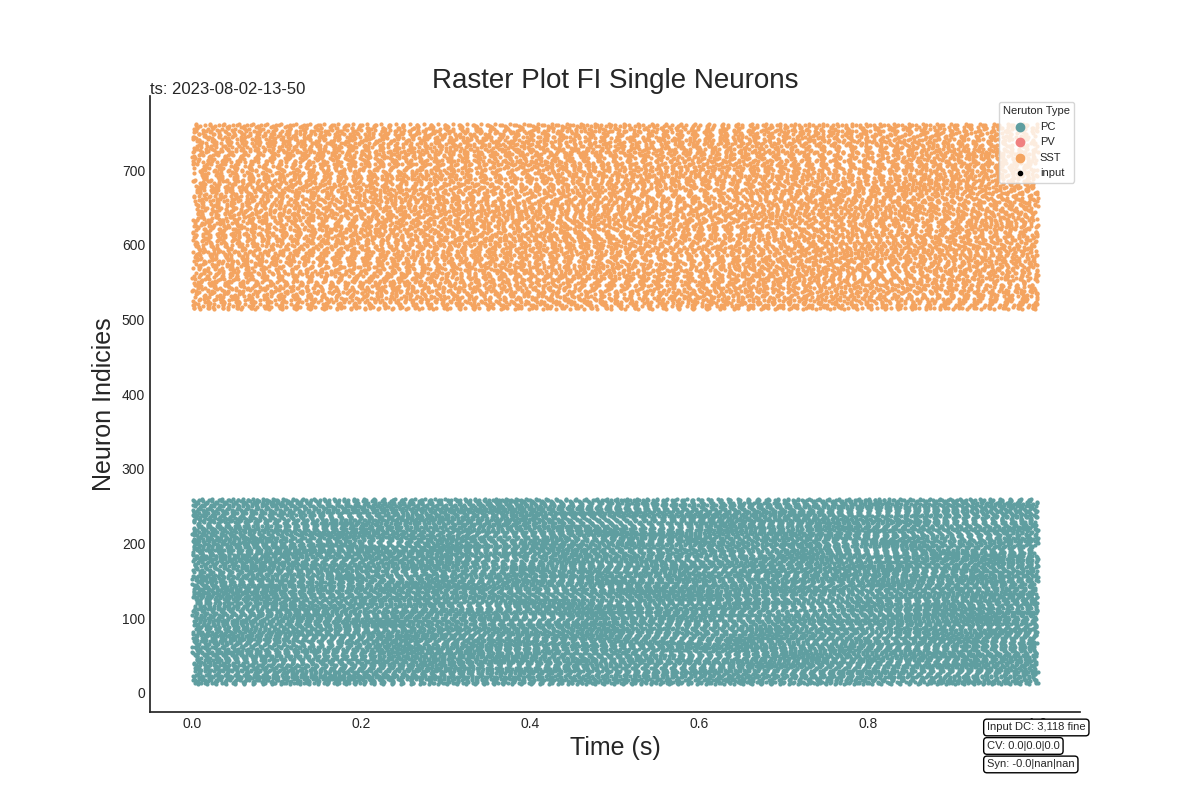 Raster Plot FI Single Neurons
ts: 2023-08-02-13-50
Neruton Type
PC
PV
SST
input
Neuron Indicies
700
600
500
400
300
200
100
0
0.0 0.2 0.4 0.6 0.8
Time (s)
Input DC: 3,118 fine
CV: 0.0|0.0|0.0
Syn: -0.0|nan|nan